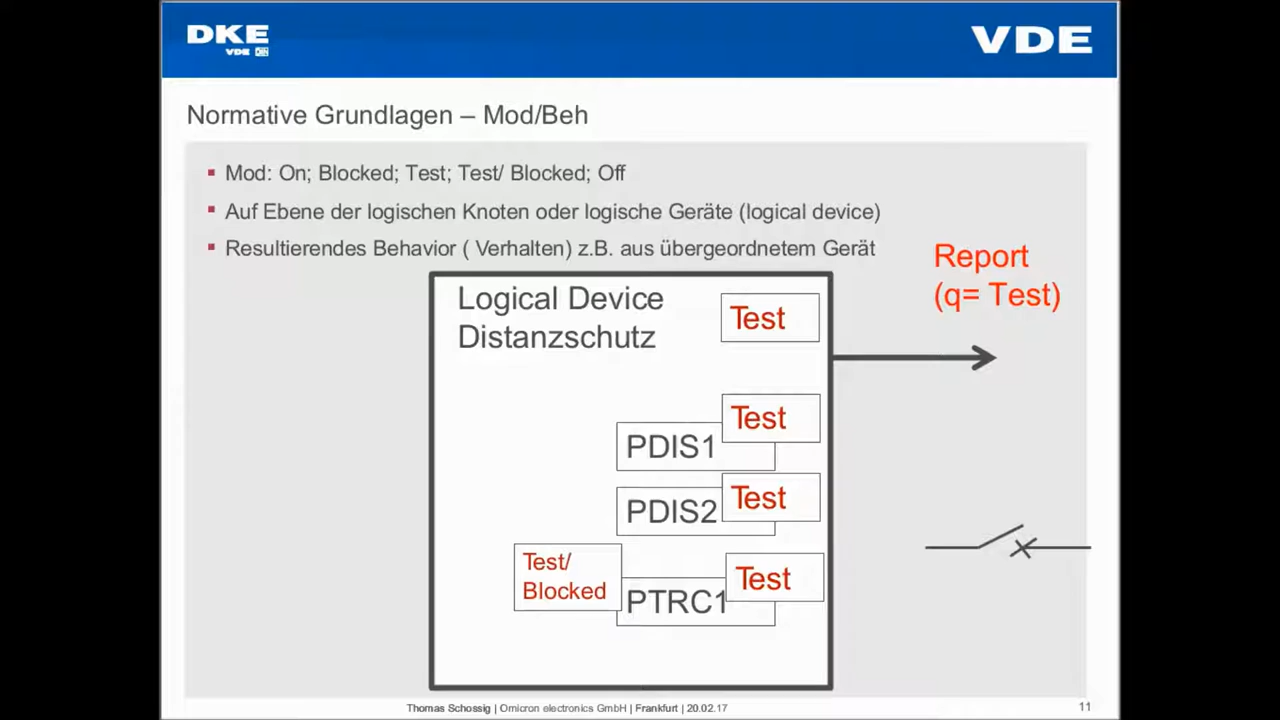 DKE
VDE DIN
VDE
Normative Grundlagen – Mod/Beh
Mod: On; Blocked; Test; Test/ Blocked; Off
Auf Ebene der logischen Knoten oder logische Geräte (logical device)
Resultierendes Behavior ( Verhalten) z.B. aus übergeordnetem Gerät
Report
(q= Test)
Logical Device
Distanzschutz
Test
Test
PDIS1
Test
PDIS2
Test/
Blocked
Test
PTRC1
Thomas Schossig | Omicron electronics GmbH | Frankfurt | 20.02.17
11